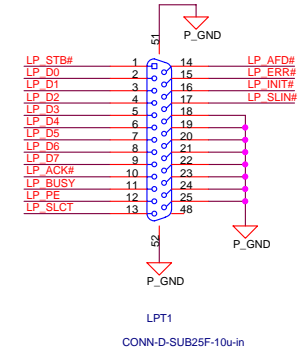 51
P_GND
LP_STB# 1 14 LP_AFD#
LP_D0 2 15 LP_ERR#
LP_D1 3 16 LP_INIT#
LP_D2 4 17 LP_SLIN#
LP_D3 5 18
LP_D4 6 19
LP_D5 7 20
LP_D6 8 21
LP_D7 9 22
LP_ACK# 10 23
LP_BUSY 11 24
LP_PE 12 25
LP_SLCT 13 48
52
P_GND
P_GND
LPT1
CONN-D-SUB25F-10u-in